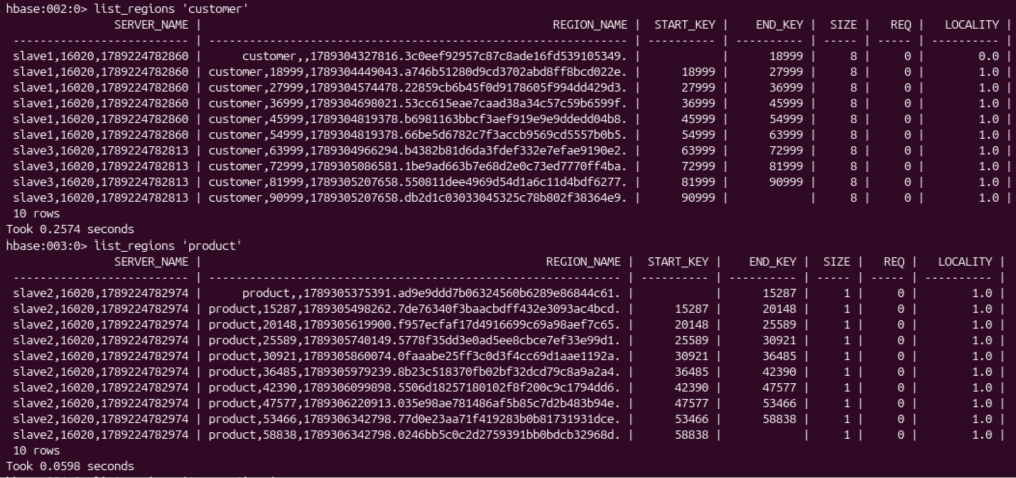 hbase:002:0> list_regions 'customer'
SERVER_NAME | REGION_NAME | START_KEY | END_KEY | SIZE | REQ | LOCALITY |
--------------------------- | ------------------------------------------------------------- | ---------- | ---------- | ----- | ----- | ---------- |
slave1,16020,1789224782860 | customer,,1789304327816.3c0eef92957c87c8ade16fd539105349. | | 18999 | 8 | 0 | 0.0 |
slave1,16020,1789224782860 | customer,18999,1789304449043.a746b51280d9cd3702abd8ff8bcd022e. | 18999 | 27999 | 8 | 0 | 1.0 |
slave1,16020,1789224782860 | customer,27999,1789304574478.22859cb6b45f0d9178605f994dd429d3. | 27999 | 36999 | 8 | 0 | 1.0 |
slave1,16020,1789224782860 | customer,36999,1789304698021.53cc615eae7caad38a34c57c59b6599f. | 36999 | 45999 | 8 | 0 | 1.0 |
slave1,16020,1789224782860 | customer,45999,1789304819378.b6981163bbcf3aef919e9e9ddedd04b8. | 45999 | 54999 | 8 | 0 | 1.0 |
slave1,16020,1789224782860 | customer,54999,1789304819378.66be5d6782c7f3accb9569cd5557b0b5. | 54999 | 63999 | 8 | 0 | 1.0 |
slave3,16020,1789224782813 | customer,63999,1789304966294.b4382b81d6da3fdef332e7efae9190e2. | 63999 | 72999 | 8 | 0 | 1.0 |
slave3,16020,1789224782813 | customer,72999,1789305086581.1be9ad663b7e68d2e0c73ed7770ff4ba. | 72999 | 81999 | 8 | 0 | 1.0 |
slave3,16020,1789224782813 | customer,81999,1789305207658.550811dee4969d54d1a6c11d4bdf6277. | 81999 | 90999 | 8 | 0 | 1.0 |
slave3,16020,1789224782813 | customer,90999,1789305207658.db2d1c03033045325c78b802f38364e9. | 90999 | | 8 | 0 | 1.0 |
10 rows
Took 0.2574 seconds
hbase:003:0> list_regions 'product'
SERVER_NAME | REGION_NAME | START_KEY | END_KEY | SIZE | REQ | LOCALITY |
--------------------------- | ------------------------------------------------------------- | ---------- | ---------- | ----- | ----- | ---------- |
slave2,16020,1789224782974 | product,,1789305375391.ad9e9ddd7b06324560b6289e86844c61. | | 15287 | 1 | 0 | 1.0 |
slave2,16020,1789224782974 | product,15287,1789305498262.7de76340f3baacbdff432e3093ac4bcd. | 15287 | 20148 | 1 | 0 | 1.0 |
slave2,16020,1789224782974 | product,20148,1789305619900.f957ecfaf17d4916699c69a98aef7c65. | 20148 | 25589 | 1 | 0 | 1.0 |
slave2,16020,1789224782974 | product,25589,1789305740149.5778f35dd3e0ad5ee8cbce7ef33e99d1. | 25589 | 30921 | 1 | 0 | 1.0 |
slave2,16020,1789224782974 | product,30921,1789305860074.0faaabe25ff3c0d3f4cc69d1aae1192a. | 30921 | 36485 | 1 | 0 | 1.0 |
slave2,16020,1789224782974 | product,36485,1789305979239.8b23c518370fb02bf32dcd79c8a9a2a4. | 36485 | 42390 | 1 | 0 | 1.0 |
slave2,16020,1789224782974 | product,42390,1789306099898.5506d18257180102f8f200c9c1794dd6. | 42390 | 47577 | 1 | 0 | 1.0 |
slave2,16020,1789224782974 | product,47577,1789306220913.035e98ae781486af5b85c7d2b483b94e. | 47577 | 53466 | 1 | 0 | 1.0 |
slave2,16020,1789224782974 | product,53466,1789306342798.77d0e23aa71f419283b0b81731931dce. | 53466 | 58838 | 1 | 0 | 1.0 |
slave2,16020,1789224782974 | product,58838,1789306342798.0246bb5c0c2d2759391bb0bdcb32968d. | 58838 | | 1 | 0 | 1.0 |
10 rows
Took 0.0598 seconds